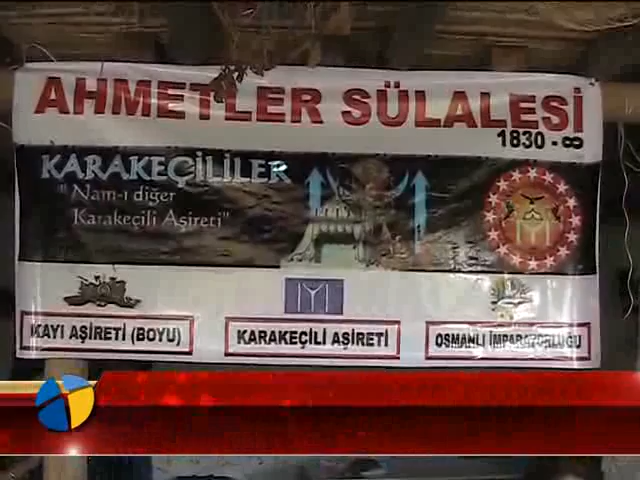 AHMETLER SÜLALESİ
1830 - ∞
KARAKEÇİLİLER
"Nam-ı diğer
Karakeçili Aşireti"
KAYI AŞİRETİ (BOYU)
KARAKEÇİLİ AŞİRETİ
OSMANLI İMPARATORLUĞU